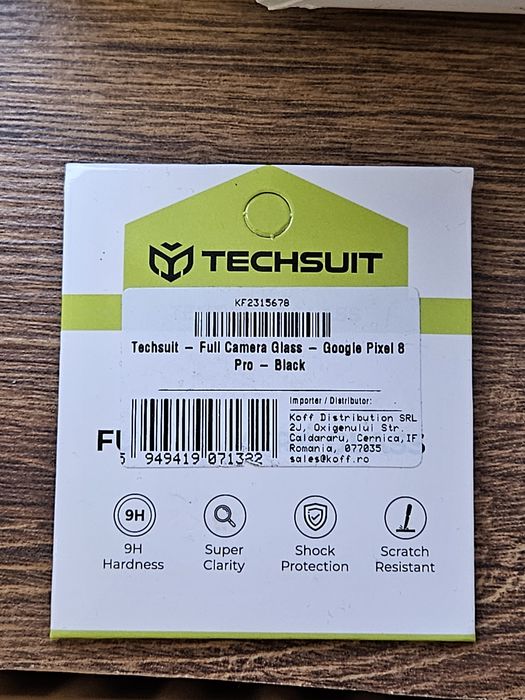 TECHSUIT
KF2315678
Techsuit - Full Camera Glass - Google Pixel 8
Pro - Black
Importer / Distributor:
Koff Distribution SRL
2J, Oxigenului Str.
Caldararu, Cernica,IF
Romania, 077035
sales@koff.ro
5 949419 071322
9H
9H
Hardness
Super
Clarity
Shock
Protection
Scratch
Resistant